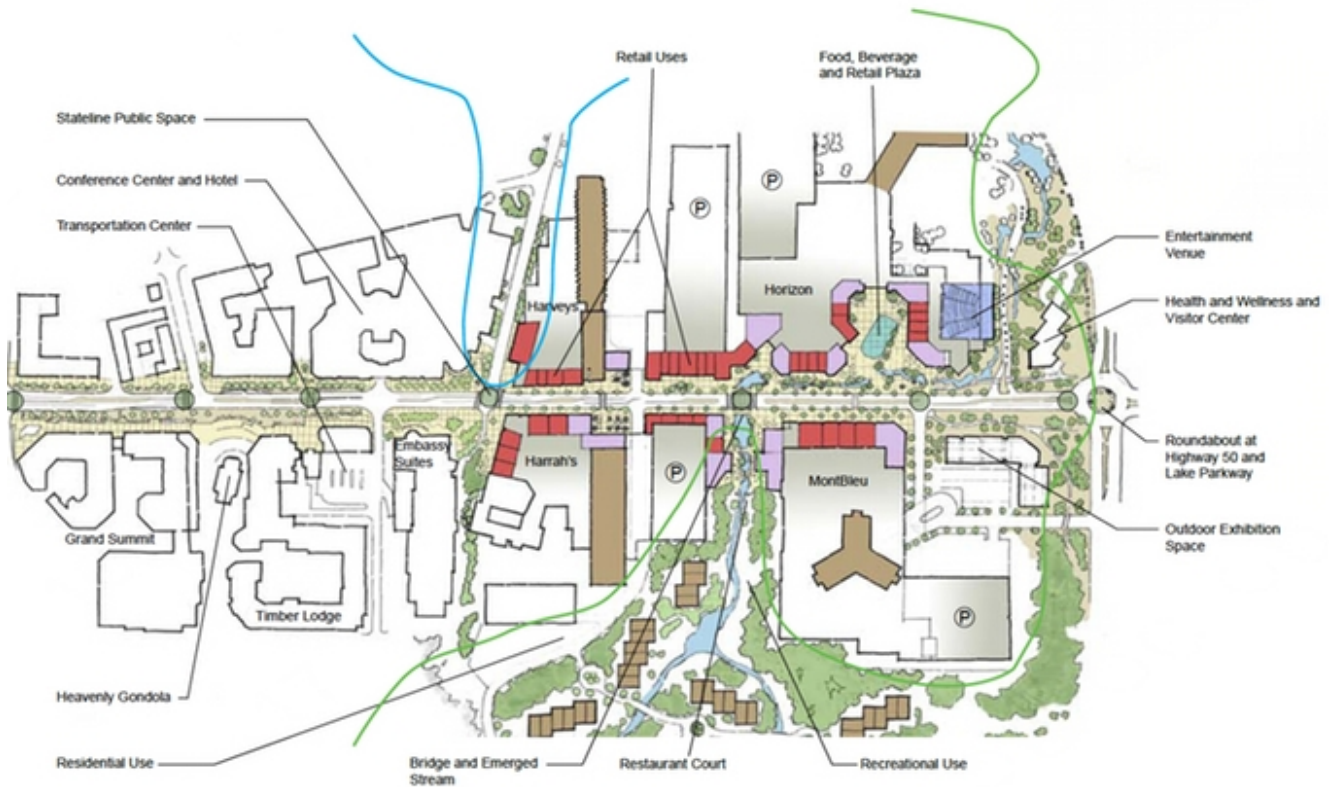 Retail Uses
Food, Beverage
and Retail Plaza
Stateline Public Space
Conference Center and Hotel
Transportation Center
P
P
Entertainment
Venue
Harveys
Horizon
Health and Wellness and
Visitor Center
Embassy
Suites
Harrah's
P
MontBleu
Roundabout at
Highway 50 and
Lake Parkway
Grand Summit
Outdoor Exhibition
Space
Timber Lodge
P
Heavenly Gondola
Residential Use
Bridge and Emerged
Stream
Restaurant Court
Recreational Use